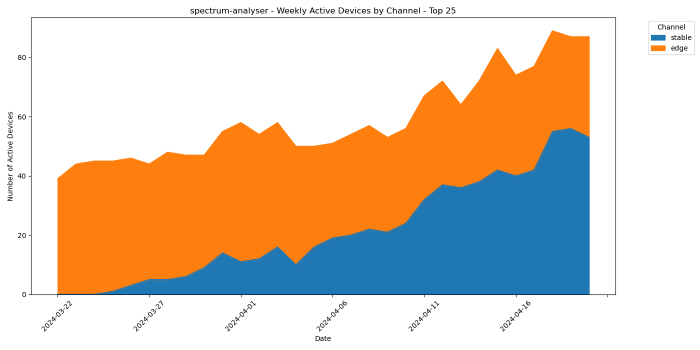 spectrum-analyser - Weekly Active Devices by Channel - Top 25
Channel
stable
edge
Number of Active Devices
80
60
40
20
0
2024-03-22
2024-03-27
2024-04-01
2024-04-06
2024-04-11
2024-04-16
Date